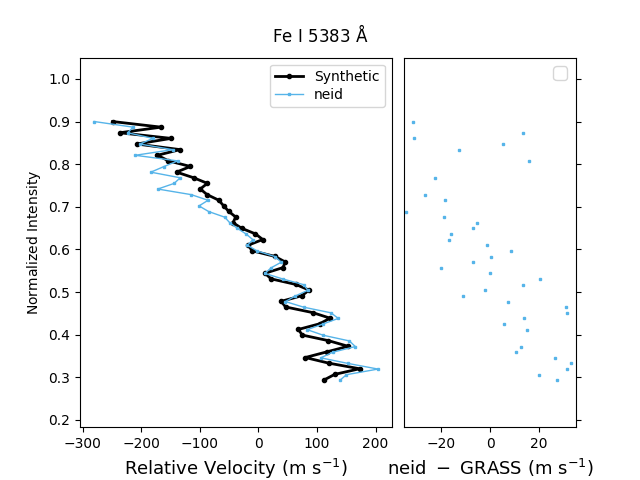 Fe I 5383 Å
Synthetic
neid
Normalized Intensity
1.0
0.9
0.8
0.7
0.6
0.5
0.4
0.3
0.2
−300 −200 −100 0 100 200
−20 0 20
Relative Velocity (m s⁻¹)
neid − GRASS (m s⁻¹)